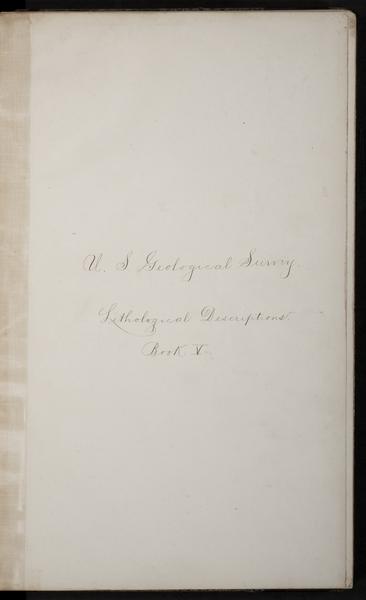 U. S Geological Survey.
Lithological Descriptions.
Book V.